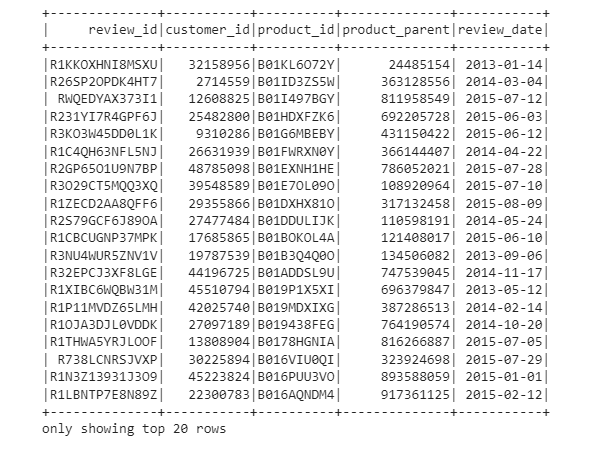 +--------------+-----------+----------+--------------+-----------+
|     review_id|customer_id|product_id|product_parent|review_date|
+--------------+-----------+----------+--------------+-----------+
|R1KKOXHNI8MSXU|   32158956|B01KL6O72Y|      24485154| 2013-01-14|
|R26SP2OPDK4HT7|    2714559|B01ID3ZS5W|     363128556| 2014-03-04|
| RWQEDYAX373I1|   12608825|B01I497BGY|     811958549| 2015-07-12|
|R231YI7R4GPF6J|   25482800|B01HDXFZK6|     692205728| 2015-06-03|
|R3KO3W45DD0L1K|    9310286|B01G6MBEBY|     431150422| 2015-06-12|
|R1C4QH63NFL5NJ|   26631939|B01FWRXN0Y|     366144407| 2014-04-22|
|R2GP65O1U9N7BP|   48785098|B01EXNH1HE|     786052021| 2015-07-28|
|R3O29CT5MQQ3XQ|   39548589|B01E7OL09O|     108920964| 2015-07-10|
|R1ZECD2AA8QFF6|   29355866|B01DXHX81O|     317132458| 2015-08-09|
|R2S79GCF6J89OA|   27477484|B01DDULIJK|     110598191| 2014-05-24|
|R1CBCUGNP37MPK|   17685865|B01BOKOL4A|     121408017| 2015-06-10|
|R3NU4WUR5ZNV1V|   19787539|B01B3Q4Q0O|     134506082| 2013-09-06|
|R32EPCJ3XF8LGE|   44196725|B01ADDSL9U|     747539045| 2014-11-17|
|R1XIBC6WQBW31M|   45510794|B019P1X5XI|     696379847| 2013-05-12|
|R1P11MVDZ65LMH|   42025740|B019MDXIXG|     387286513| 2014-02-14|
|R1OJA3DJL0VDDK|   27097189|B019438FEG|     764190574| 2014-10-20|
|R1THWA5YRJLOOF|   13808904|B0178HGNIA|     816266887| 2015-07-05|
| R738LCNRSJVXP|   30225894|B016VIU0QI|     323924698| 2015-07-29|
|R1N3Z13931J3O9|   45223824|B016PUU3VO|     893588059| 2015-01-01|
|R1LBNTP7E8N89Z|   22300783|B016AQNDM4|     917361125| 2015-02-12|
+--------------+-----------+----------+--------------+-----------+
only showing top 20 rows